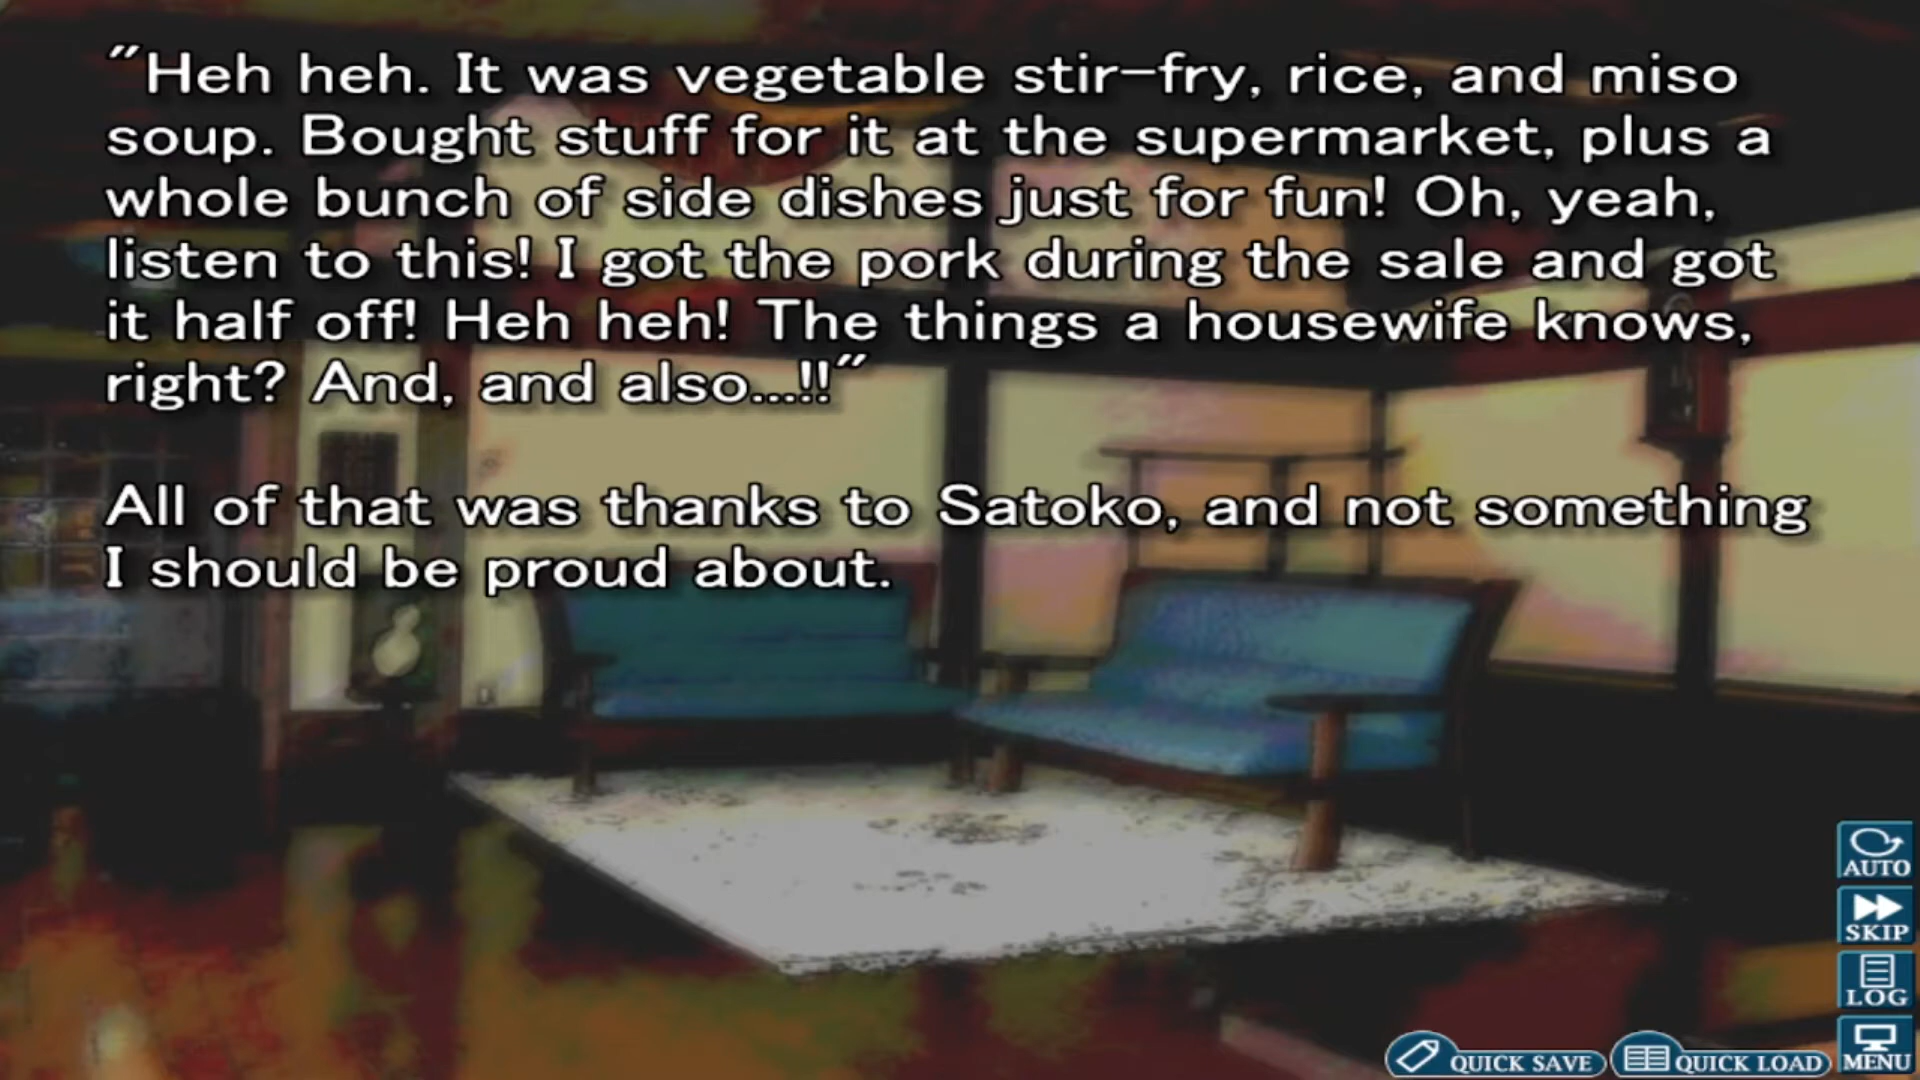 "Heh heh. It was vegetable stir-fry, rice, and miso
soup. Bought stuff for it at the supermarket, plus a
whole bunch of side dishes just for fun! Oh, yeah,
listen to this! I got the pork during the sale and got
it half off! Heh heh! The things a housewife knows,
right? And, and also...!!"
All of that was thanks to Satoko, and not something
I should be proud about.
AUTO
SKIP
LOG
MENU
QUICK SAVE
QUICK LOAD